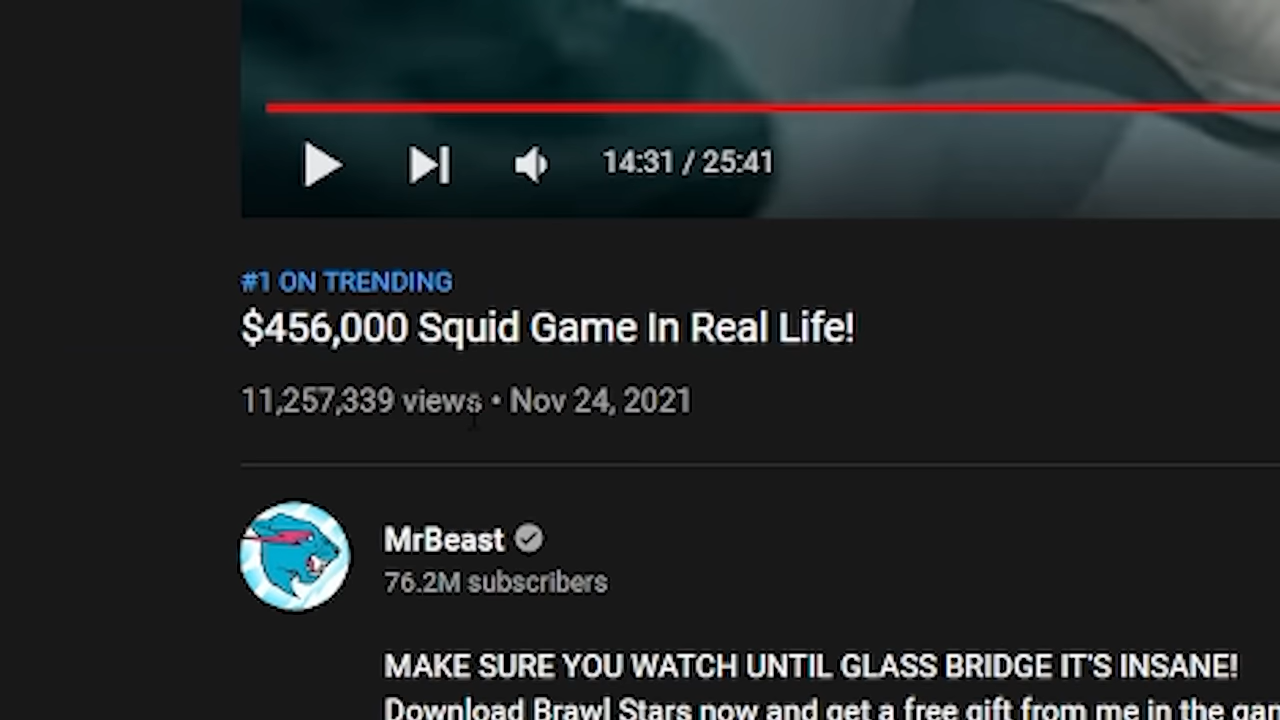 14:31 / 25:41
#1 ON TRENDING
$456,000 Squid Game In Real Life!
11,257,339 views • Nov 24, 2021
MrBeast
76.2M subscribers
MAKE SURE YOU WATCH UNTIL GLASS BRIDGE IT'S INSANE!
Download Brawl Stars now and get a free gift from me in the